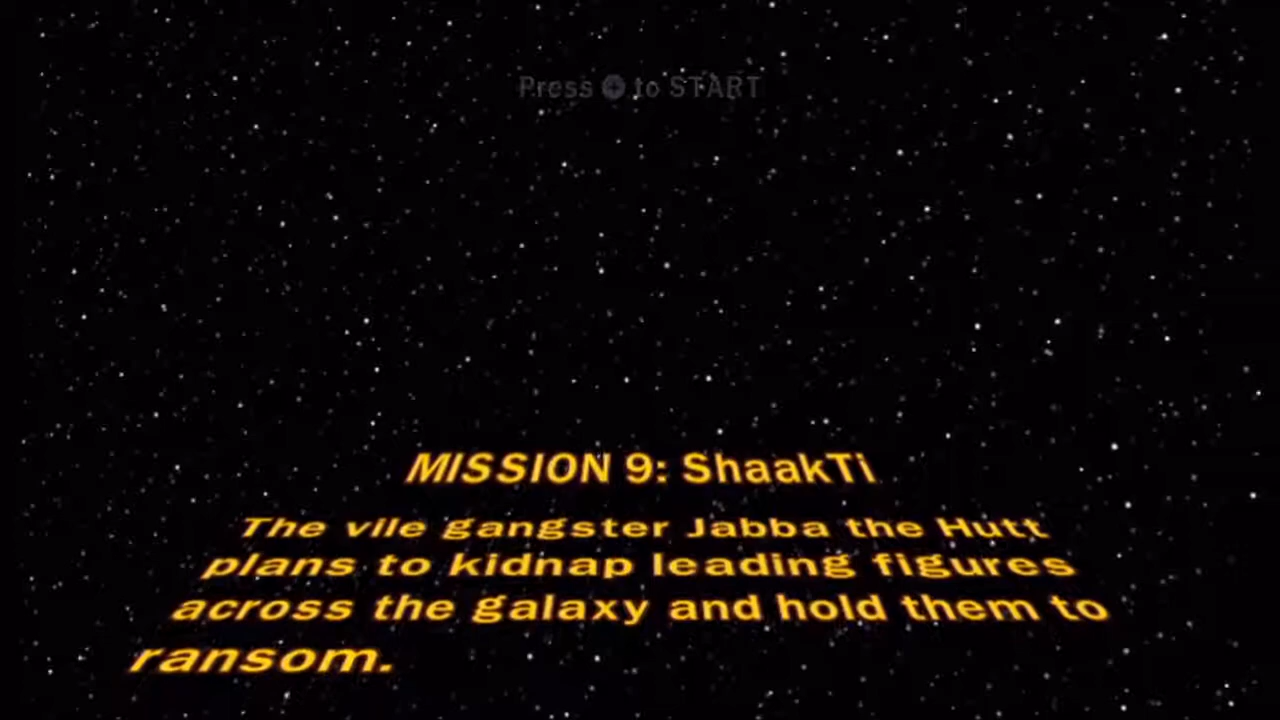 Press to START
MISSION 9: ShaakTi
The vile gangster Jabba the Hutt
plans to kidnap leading figures
across the galaxy and hold them to
ransom.